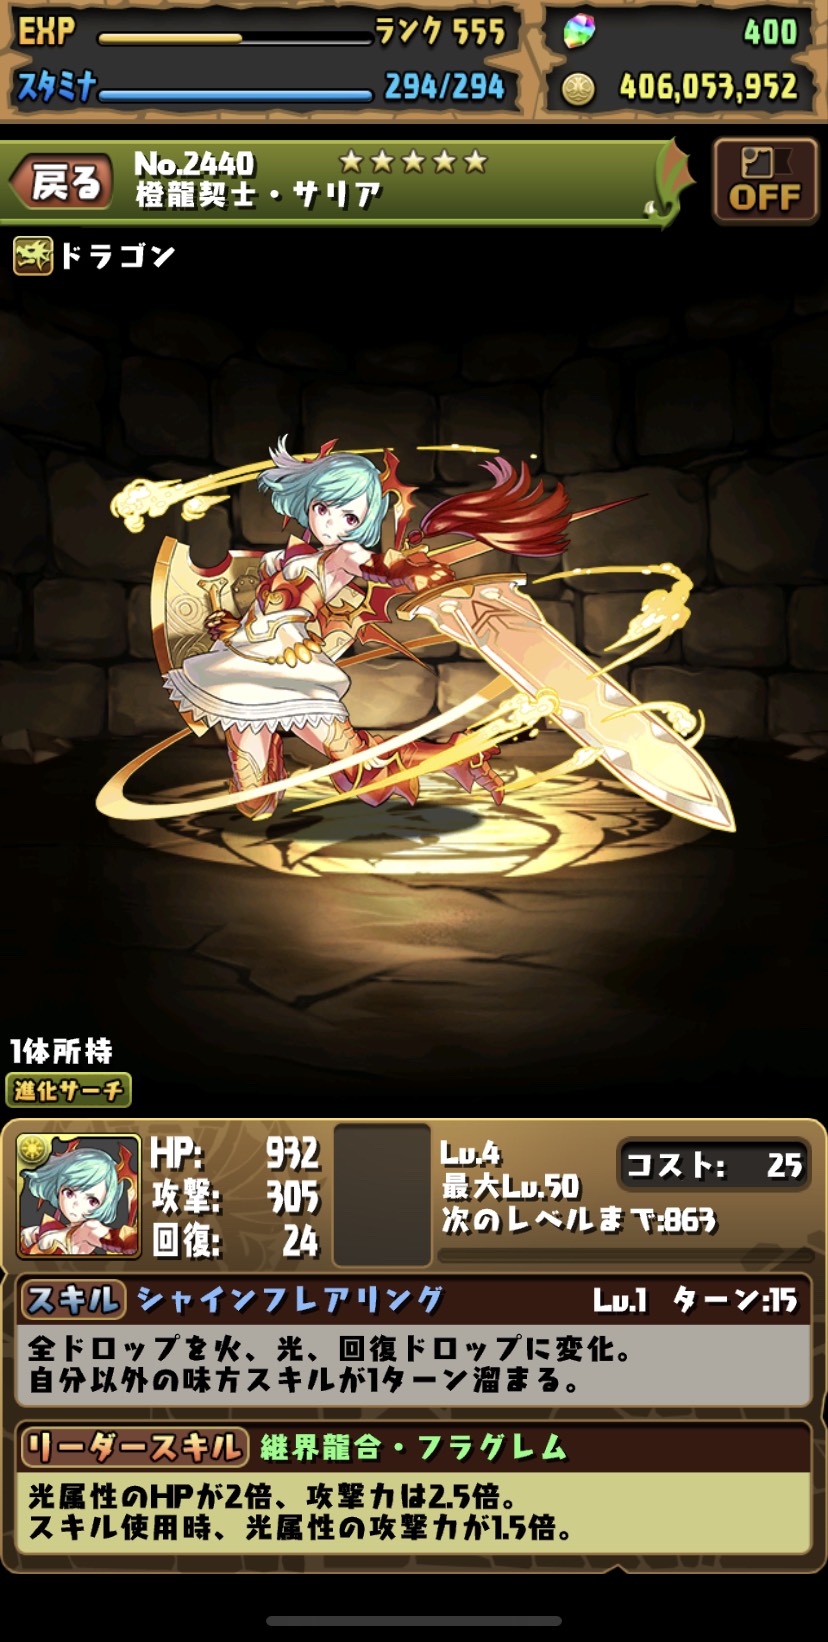 EXP ランク 555 400
スタミナ 294/294 406,053,952
戻る No.2440 ★★★★★ OFF
橙龍契士・サリア
ドラゴン
1体所持
進化サーチ
HP: 932 Lv.4 コスト: 25
攻撃: 305 最大Lv.50
回復: 24 次のレベルまで:863
スキル シャインフレアリング Lv.1 ターン:15
全ドロップを火、光、回復ドロップに変化。
自分以外の味方スキルが1ターン溜まる。
リーダースキル 継界龍合・フラグレム
光属性のHPが2倍、攻撃力は2.5倍。
スキル使用時、光属性の攻撃力が1.5倍。